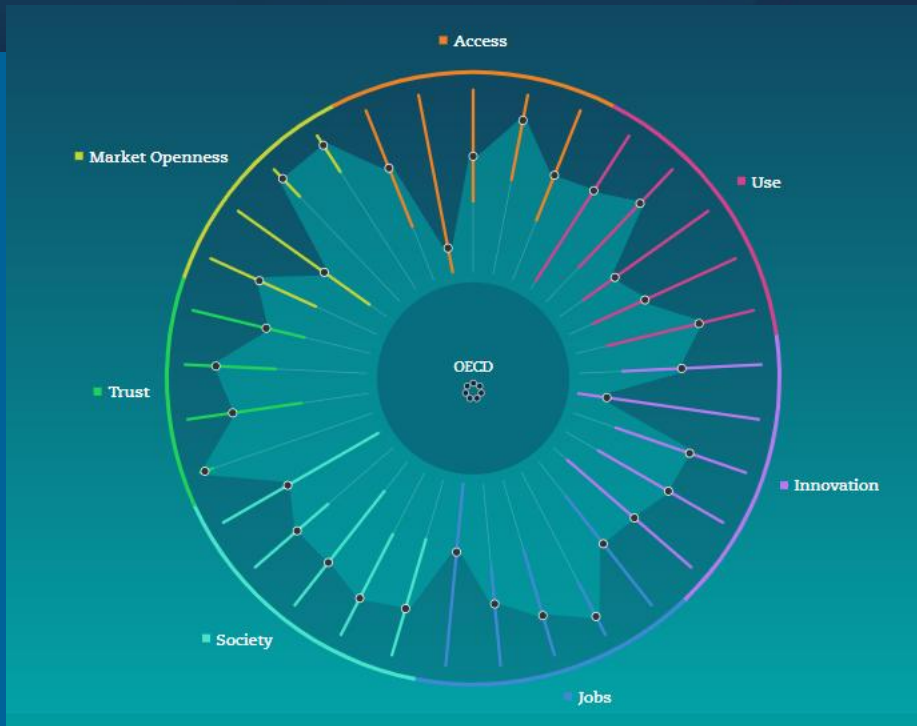 Access
Market Openness
Use
OECD
Trust
Innovation
Society
Jobs